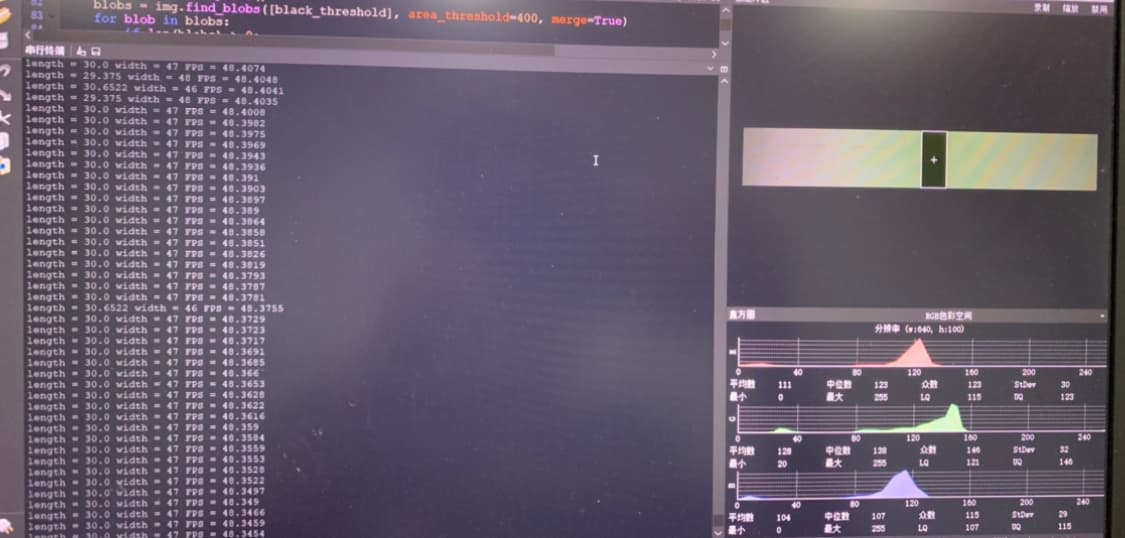 83
blobs = img.find_blobs([black_threshold], area_threshold=400, merge=True)
for blob in blobs:
串行终端
录制 缩放 禁用
length = 30.0 width = 47 FPS = 48.4074
length = 29.375 width = 48 FPS = 48.4048
length = 30.6522 width = 46 FPS = 48.4041
length = 29.375 width = 48 FPS = 48.4035
length = 30.0 width = 47 FPS = 48.4008
length = 30.0 width = 47 FPS = 48.3982
length = 30.0 width = 47 FPS = 48.3975
length = 30.0 width = 47 FPS = 48.3969
length = 30.0 width = 47 FPS = 48.3943
length = 30.0 width = 47 FPS = 48.3936
length = 30.0 width = 47 FPS = 48.391
length = 30.0 width = 47 FPS = 48.3903
length = 30.0 width = 47 FPS = 48.3897
length = 30.0 width = 47 FPS = 48.389
length = 30.0 width = 47 FPS = 48.3864
length = 30.0 width = 47 FPS = 48.3858
length = 30.0 width = 47 FPS = 48.3851
length = 30.0 width = 47 FPS = 48.3826
length = 30.0 width = 47 FPS = 48.3819
length = 30.0 width = 47 FPS = 48.3793
length = 30.0 width = 47 FPS = 48.3787
length = 30.0 width = 47 FPS = 48.3781
length = 30.6522 width = 46 FPS = 48.3755
length = 30.0 width = 47 FPS = 48.3729
length = 30.0 width = 47 FPS = 48.3723
length = 30.0 width = 47 FPS = 48.3717
length = 30.0 width = 47 FPS = 48.3691
length = 30.0 width = 47 FPS = 48.3685
length = 30.0 width = 47 FPS = 48.366
length = 30.0 width = 47 FPS = 48.3653
length = 30.0 width = 47 FPS = 48.3628
length = 30.0 width = 47 FPS = 48.3622
length = 30.0 width = 47 FPS = 48.3616
length = 30.0 width = 47 FPS = 48.359
length = 30.0 width = 47 FPS = 48.3584
length = 30.0 width = 47 FPS = 48.3559
length = 30.0 width = 47 FPS = 48.3553
length = 30.0 width = 47 FPS = 48.3528
length = 30.0 width = 47 FPS = 48.3522
length = 30.0 width = 47 FPS = 48.3497
length = 30.0 width = 47 FPS = 48.349
length = 30.0 width = 47 FPS = 48.3466
length = 30.0 width = 47 FPS = 48.3459
length = 30.0 width = 47 FPS = 48.3454
直方图 RGB色彩空间
分辨率 (w:640, h:100)
R
0 40 80 120 160 200 240
平均数 111 中位数 123 众数 123 StDev 30
最小 0 最大 255 LQ 115 UQ 123
G
0 40 80 120 160 200 240
平均数 128 中位数 138 众数 146 StDev 32
最小 20 最大 255 LQ 121 UQ 146
B
0 40 80 120 160 200 240
平均数 104 中位数 107 众数 115 StDev 29
最小 0 最大 255 LQ 107 UQ 115